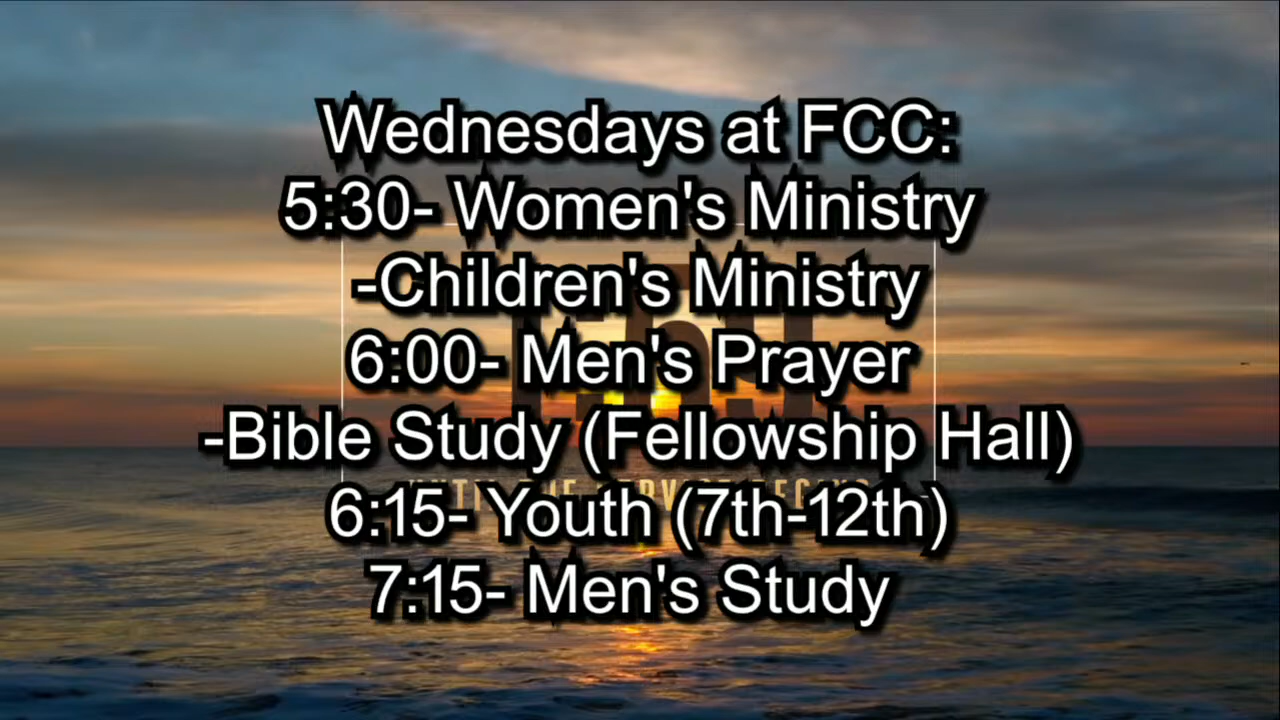 Wednesdays at FCC:
5:30- Women's Ministry
-Children's Ministry
6:00- Men's Prayer
-Bible Study (Fellowship Hall)
6:15- Youth (7th-12th)
7:15- Men's Study